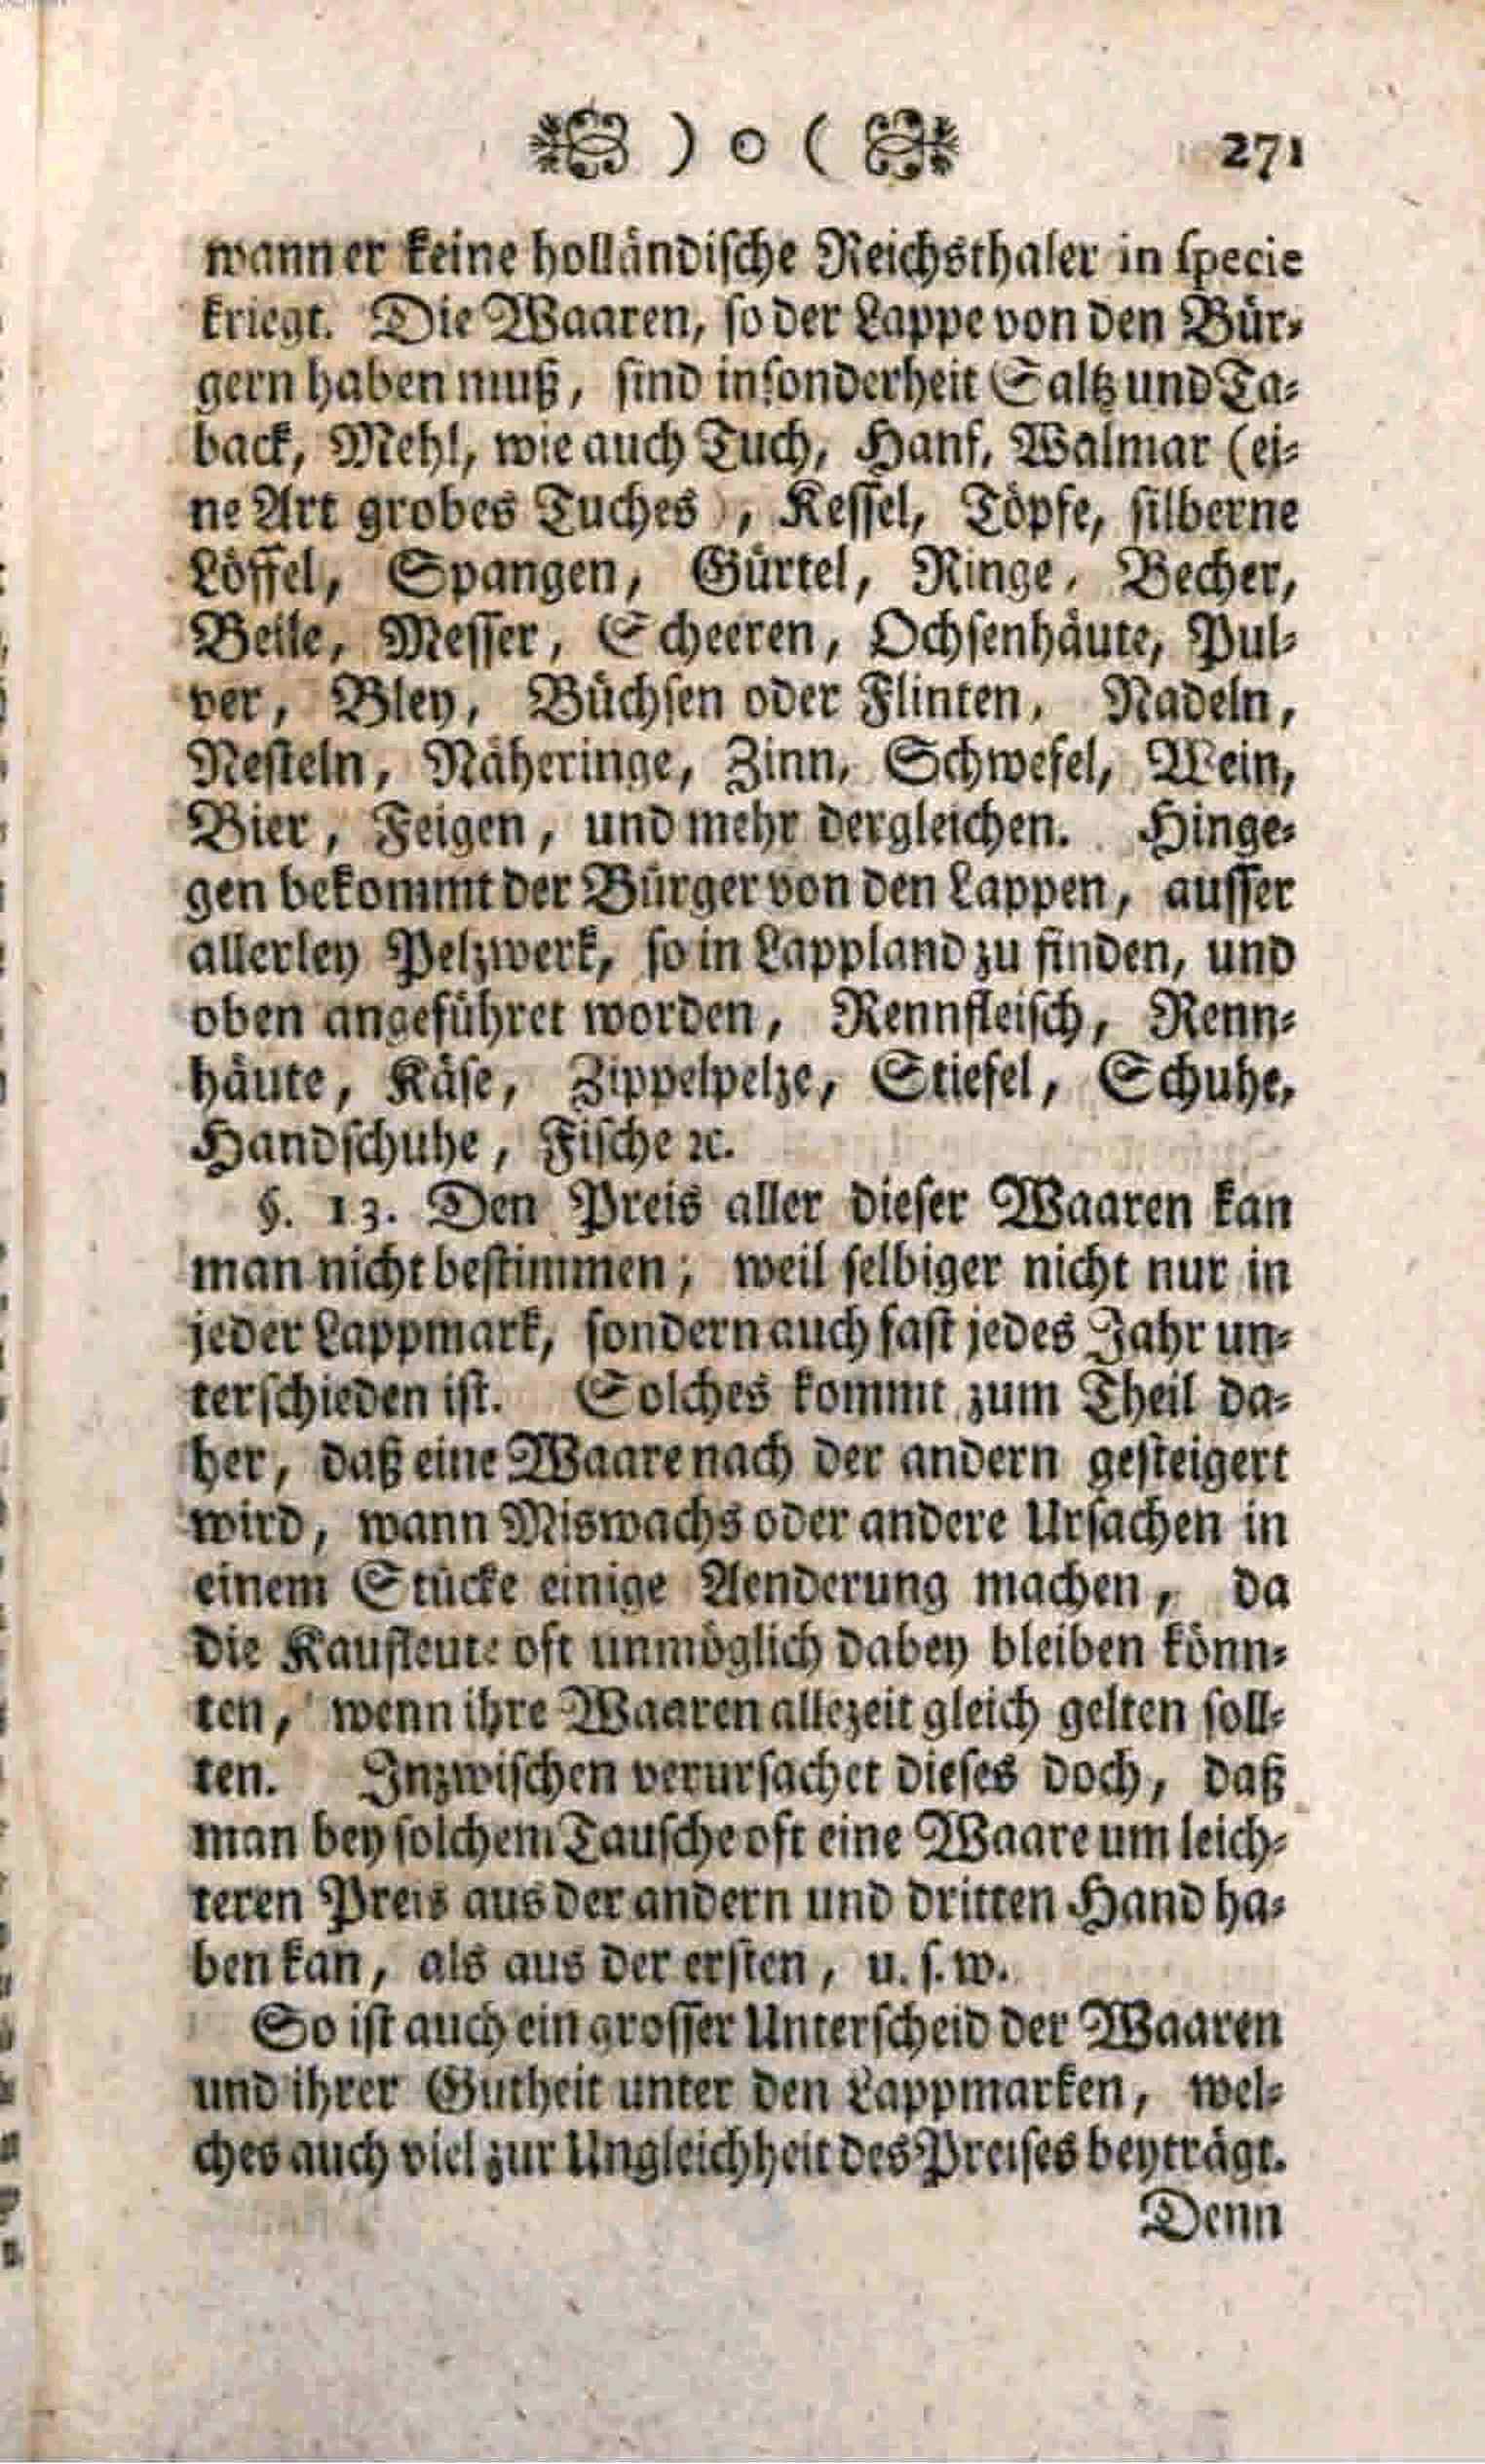 ) o ( 271
wann er keine holländische Reichsthaler in specie
kriegt. Die Waaren, so der Lappe von den Bür-
gern haben muß, sind insonderheit Saltz und Ta-
back, Mehl, wie auch Tuch, Hanf, Walmar (ei-
ne Art grobes Tuches), Kessel, Töpfe, silberne
Löffel, Spangen, Gürtel, Ringe, Becher,
Beile, Messer, Scheeren, Ochsenhäute, Pul-
ver, Bley, Büchsen oder Flinten, Nadeln,
Nesteln, Näheringe, Zinn, Schwefel, Wein,
Bier, Feigen, und mehr dergleichen. Hinge-
gen bekommt der Bürger von den Lappen, ausser
allerley Pelzwerk, so in Lappland zu finden, und
oben angeführet worden, Rennfleisch, Renn-
häute, Käse, Zippelpelze, Stiefel, Schuhe,
Handschuhe, Fische ꝛc.
§. 13. Den Preis aller dieser Waaren kan
man nicht bestimmen; weil selbiger nicht nur in
jeder Lappmark, sondern auch fast jedes Jahr un-
terschieden ist. Solches kommt zum Theil da-
her, daß eine Waare nach der andern gesteigert
wird, wann Miswachs oder andere Ursachen in
einem Stücke einige Aenderung machen, da
die Kaufleute oft unmöglich dabey bleiben könn-
ten, wenn ihre Waaren allezeit gleich gelten soll-
ten. Inzwischen verursachet dieses doch, daß
man bey solchem Tausche oft eine Waare um leich-
teren Preis aus der andern und dritten Hand ha-
ben kan, als aus der ersten, u. s. w.
So ist auch ein grosser Unterscheid der Waaren
und ihrer Gutheit unter den Lappmarken, wel-
ches auch viel zur Ungleichheit des Preises beyträgt.
Denn